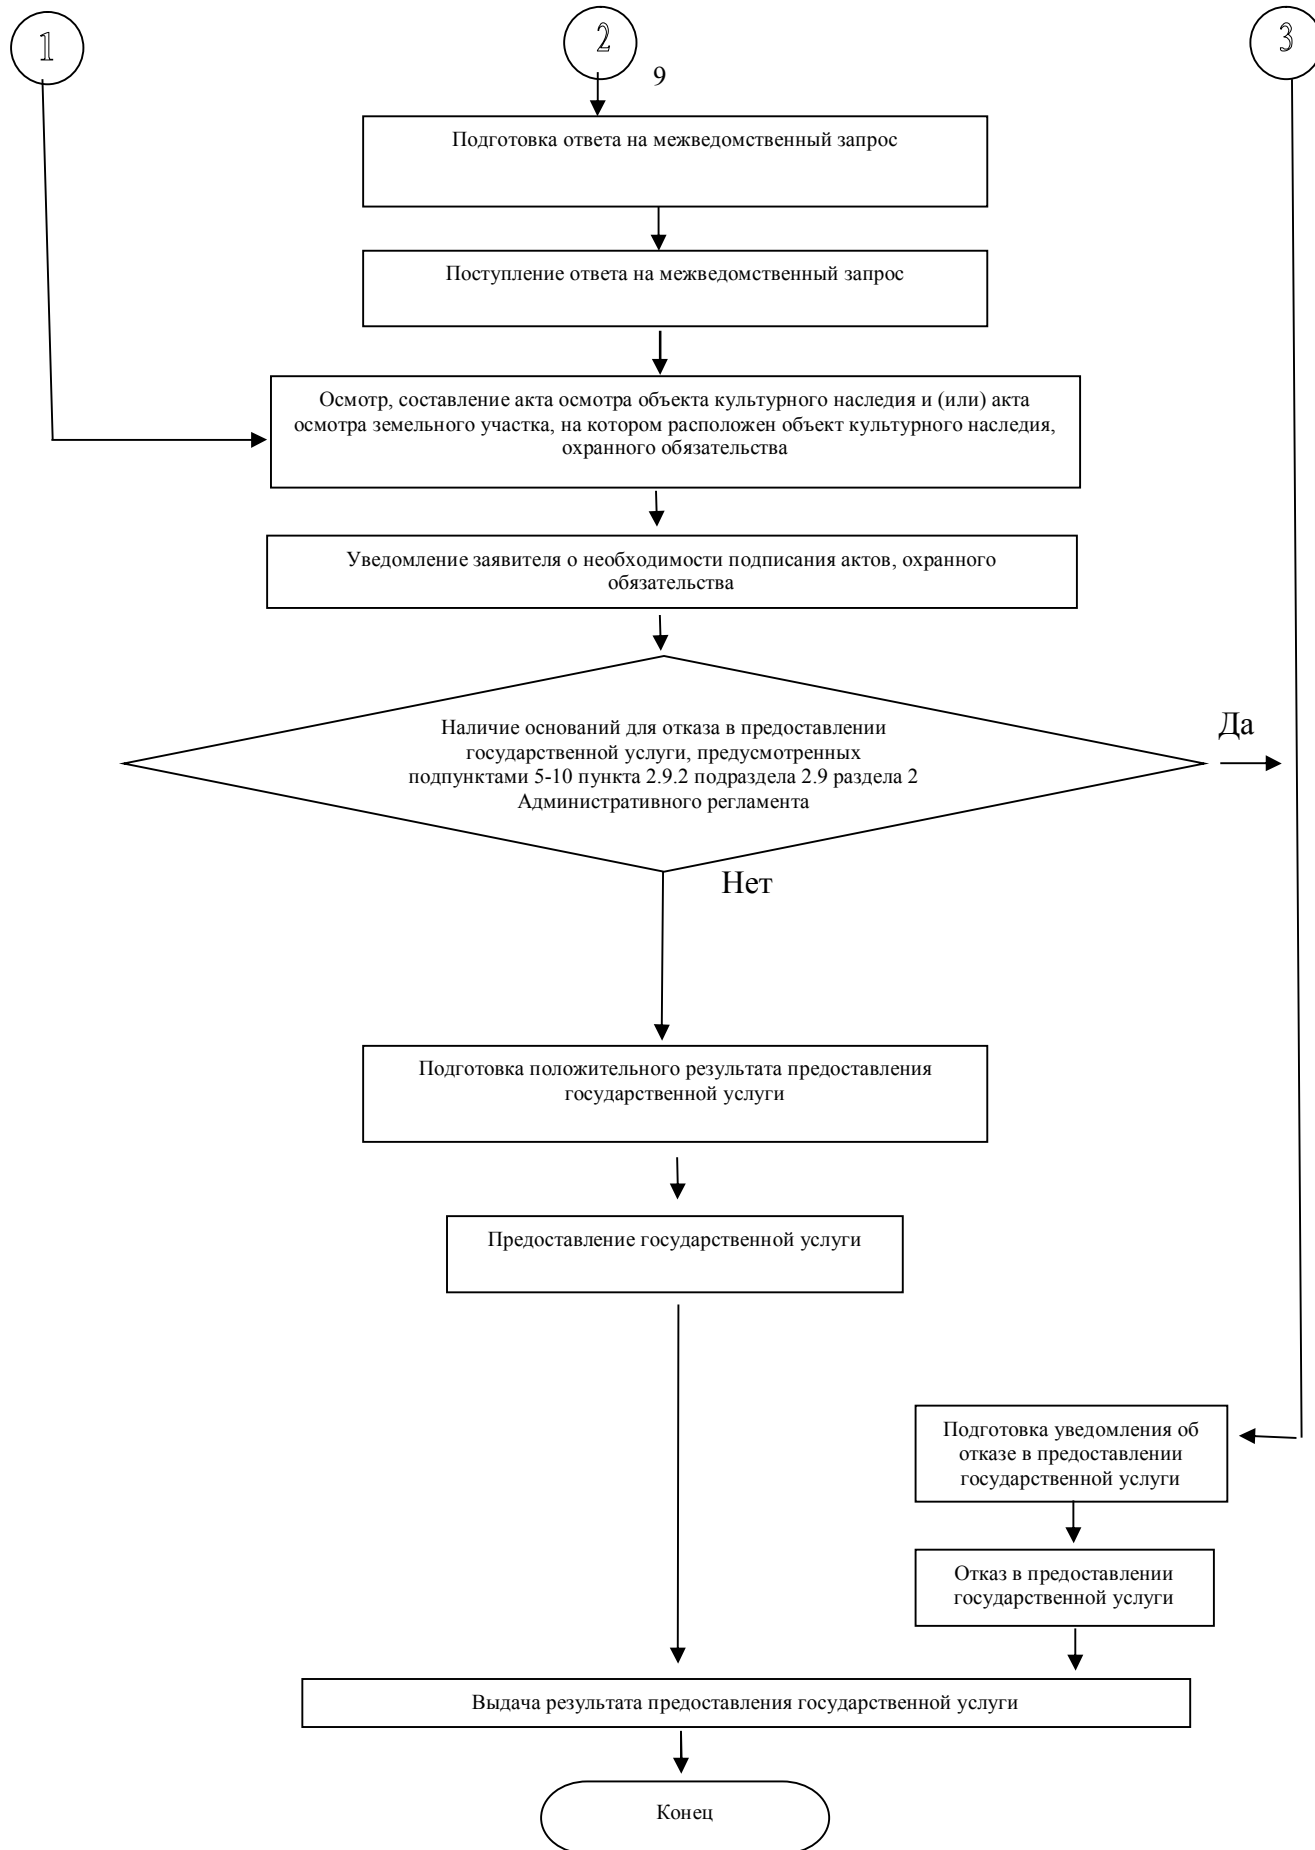 1
2
3
9
Подготовка ответа на межведомственный запрос
Поступление ответа на межведомственный запрос
Осмотр, составление акта осмотра объекта культурного наследия и (или) акта
осмотра земельного участка, на котором расположен объект культурного наследия,
охранного обязательства
Уведомление заявителя о необходимости подписания актов, охранного
обязательства
Наличие оснований для отказа в предоставлении
государственной услуги, предусмотренных
подпунктами 5-10 пункта 2.9.2 подраздела 2.9 раздела 2
Административного регламента
Да
Нет
Подготовка положительного результата предоставления
государственной услуги
Предоставление государственной услуги
Подготовка уведомления об
отказе в предоставлении
государственной услуги
Отказ в предоставлении
государственной услуги
Выдача результата предоставления государственной услуги
Конец